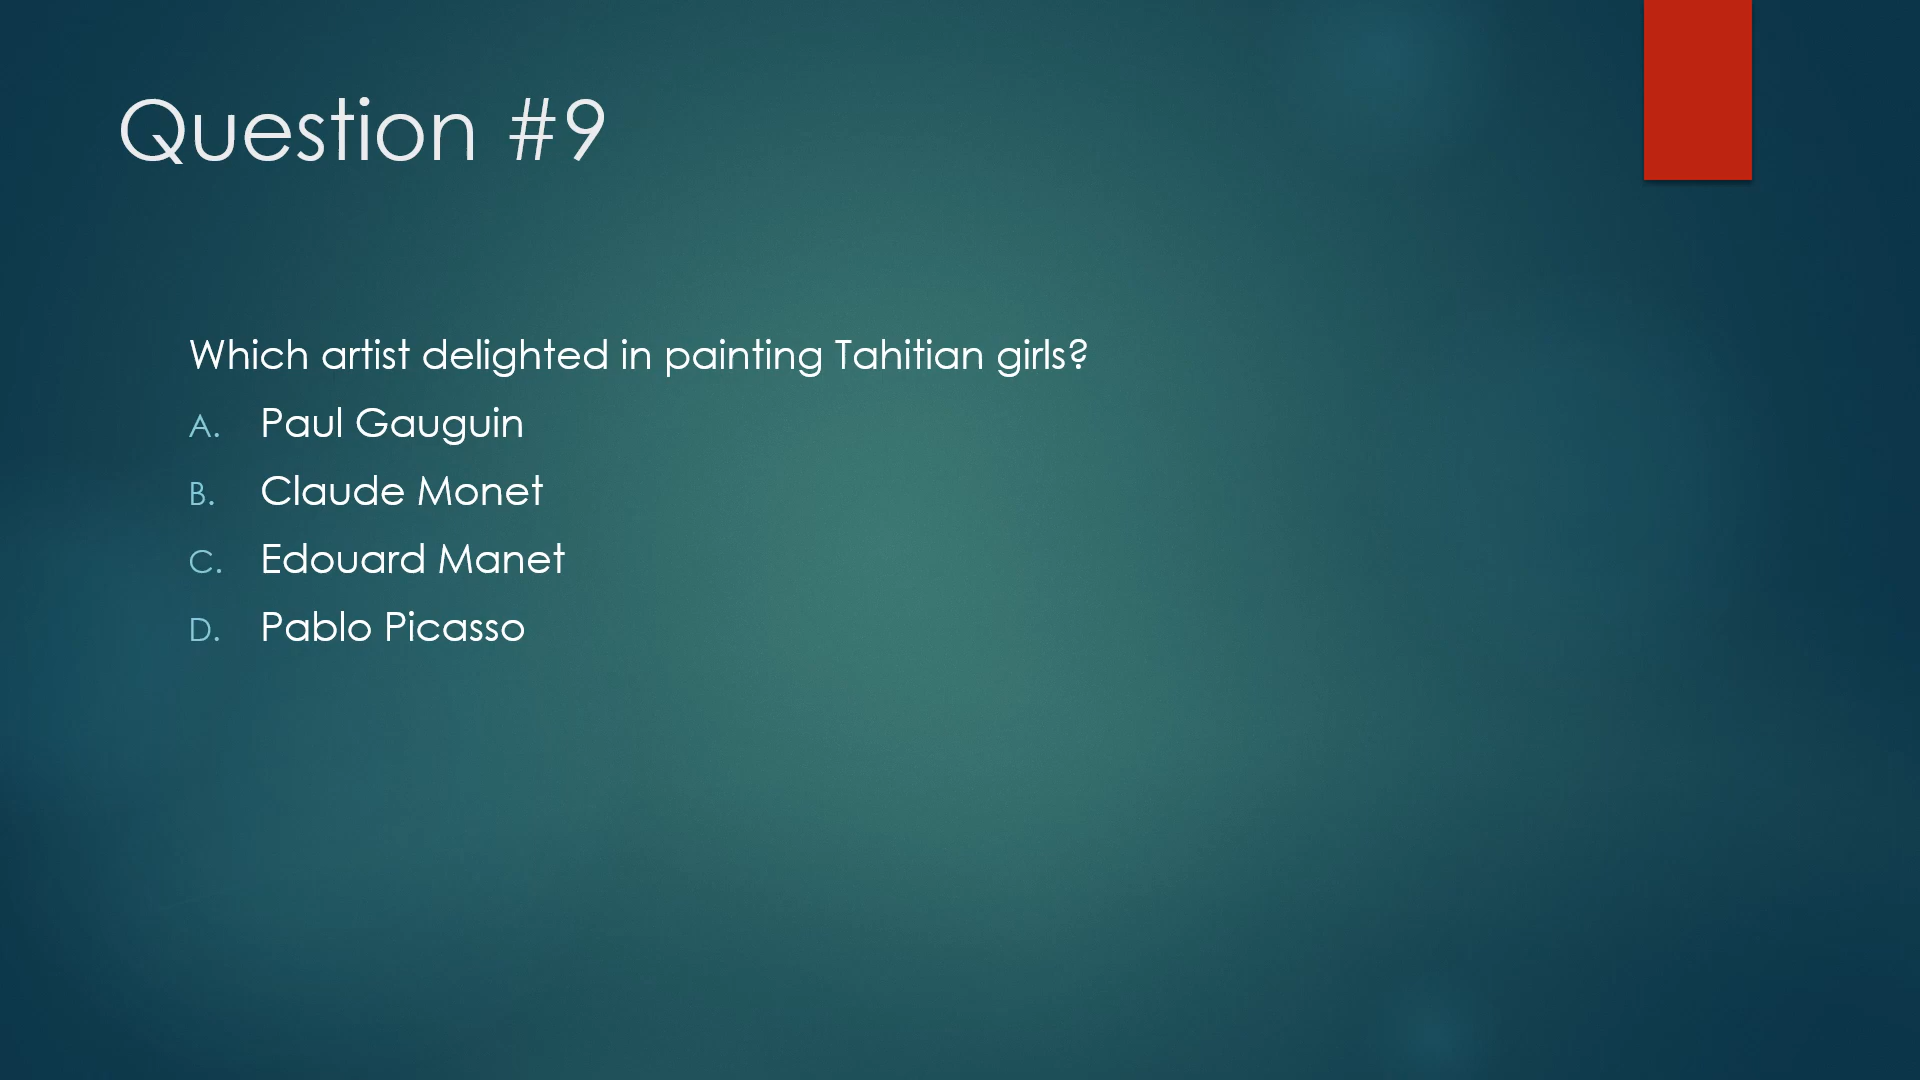 Question #9
Which artist delighted in painting Tahitian girls?
A. Paul Gauguin
B. Claude Monet
C. Edouard Manet
D. Pablo Picasso